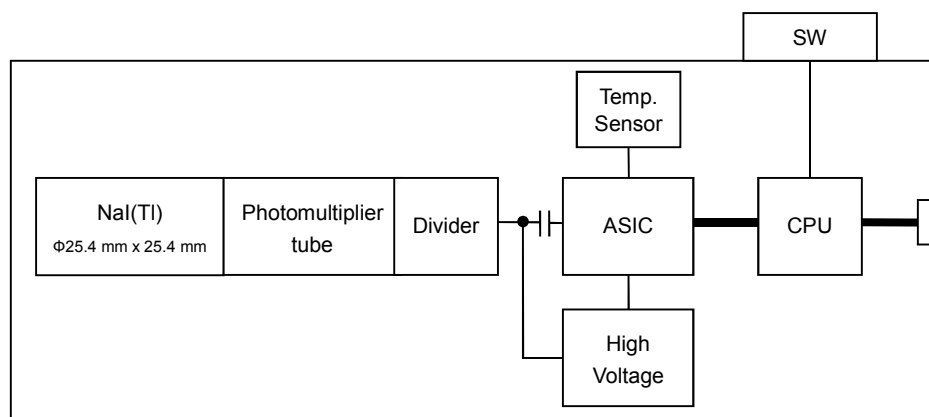 SW
Temp.
Sensor
NaI(Tl)
Φ25.4 mm x 25.4 mm
Photomultiplier
tube
Divider
ASIC
CPU
High
Voltage